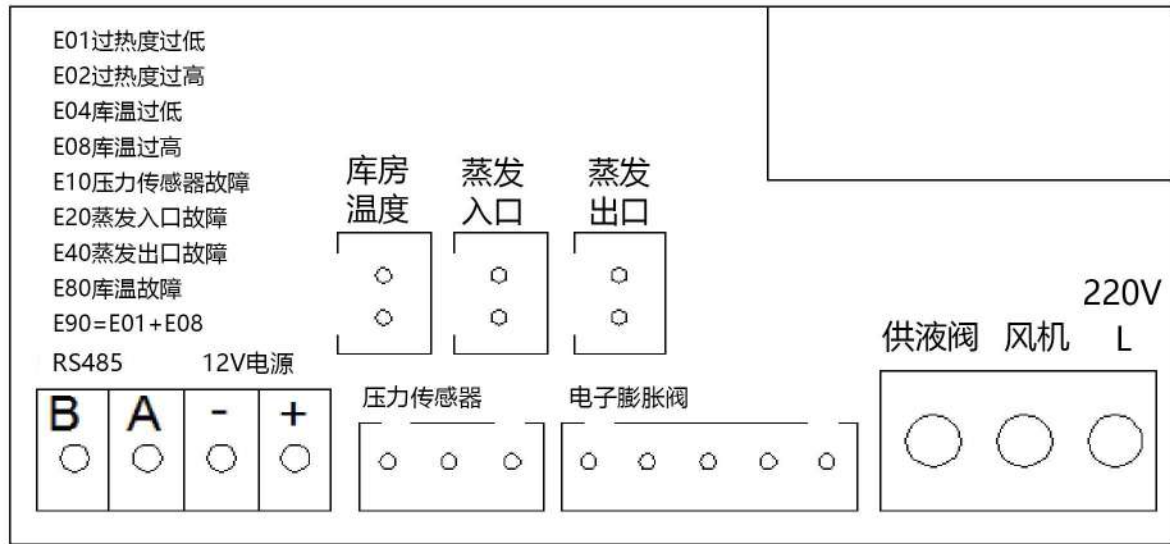 E01过热度过低
E02过热度过高
E04库温过低
E08库温过高
E10压力传感器故障
E20蒸发入口故障
E40蒸发出口故障
E80库温故障
E90=E01+E08
库房
温度
蒸发
入口
蒸发
出口
220V
供液阀 风机 L
RS485 12V电源
B A - +
压力传感器 电子膨胀阀